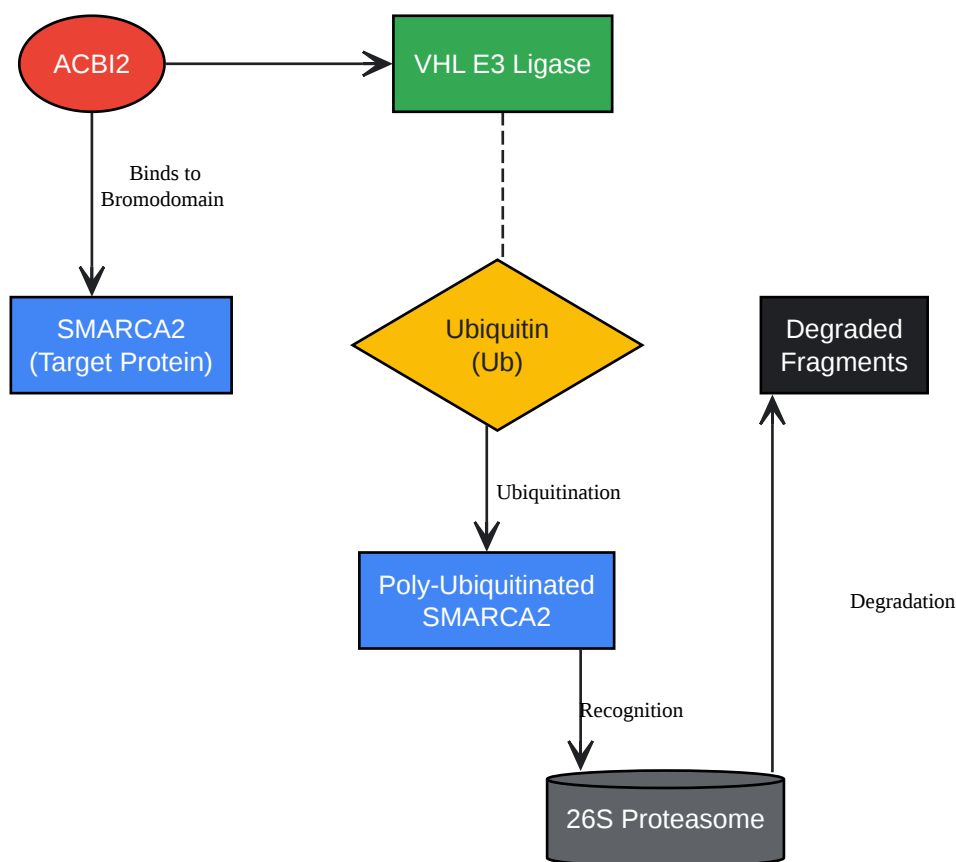 ACBI2
VHL E3 Ligase
Binds to
Bromodomain
SMARCA2
(Target Protein)
Ubiquitin
(Ub)
Degraded
Fragments
Ubiquitination
Poly-Ubiquitinated
SMARCA2
Degradation
Recognition
26S Proteasome